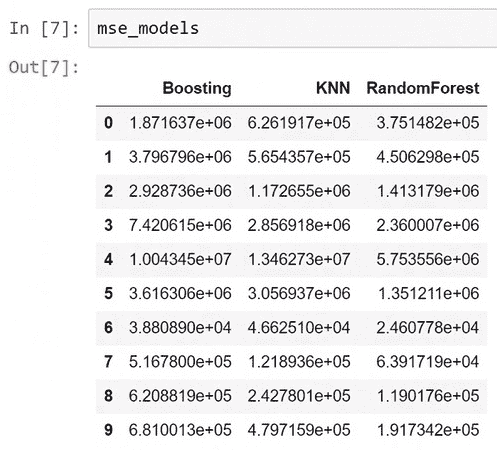 In [7]: mse_models
Out[7]:
Boosting KNN RandomForest
0 1.871637e+06 6.261917e+05 3.751482e+05
1 3.796796e+06 5.654357e+05 4.506298e+05
2 2.928736e+06 1.172655e+06 1.413179e+06
3 7.420615e+06 2.856918e+06 2.360007e+06
4 1.004345e+07 1.346273e+07 5.753556e+06
5 3.616306e+06 3.056937e+06 1.351211e+06
6 3.880890e+04 4.662510e+04 2.460778e+04
7 5.167800e+05 1.218936e+05 6.391719e+04
8 6.208819e+05 2.427801e+05 1.190176e+05
9 6.810013e+05 4.797159e+05 1.917342e+05